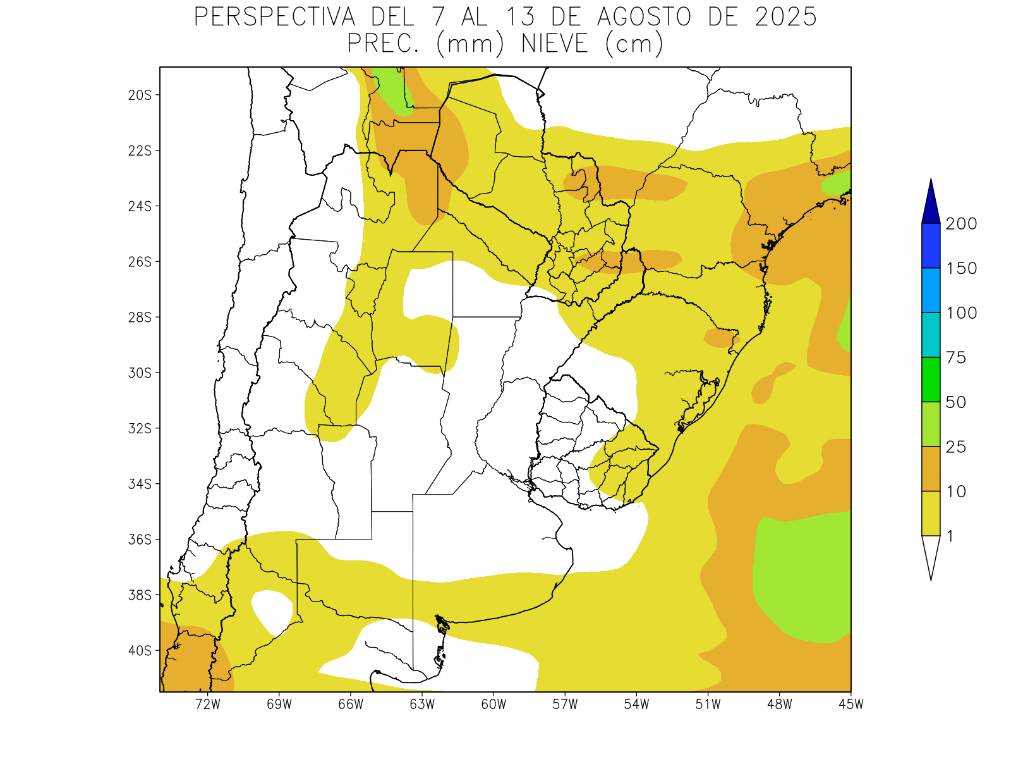 PERSPECTIVA DEL 7 AL 13 DE AGOSTO DE 2025
PREC. (mm) NIEVE (cm)
20S
22S
24S
26S
28S
30S
32S
34S
36S
38S
40S
72W 69W 66W 63W 60W 57W 54W 51W 48W 45W
200
150
100
75
50
25
10
1